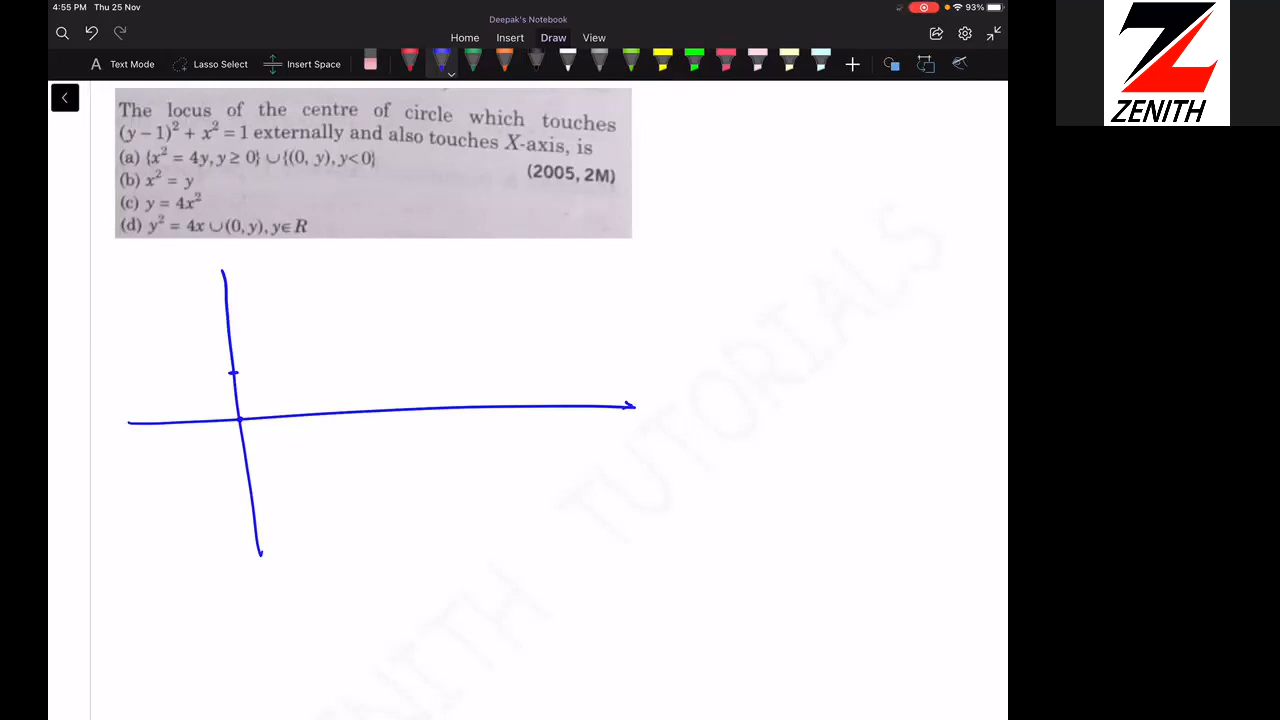 4:55 PM Thu 25 Nov
93%
Deepak's Notebook
Home Insert Draw View
Text Mode Lasso Select Insert Space
The locus of the centre of circle which touches
(y – 1)² + x² = 1 externally and also touches X-axis, is
(2005, 2M)
(a) {x² = 4y, y ≥ 0} ∪ {(0, y), y < 0}
(b) x² = y
(c) y = 4x²
(d) y² = 4x ∪ (0, y), y ∈ R
ZENITH
ZENITH TUTORIALS